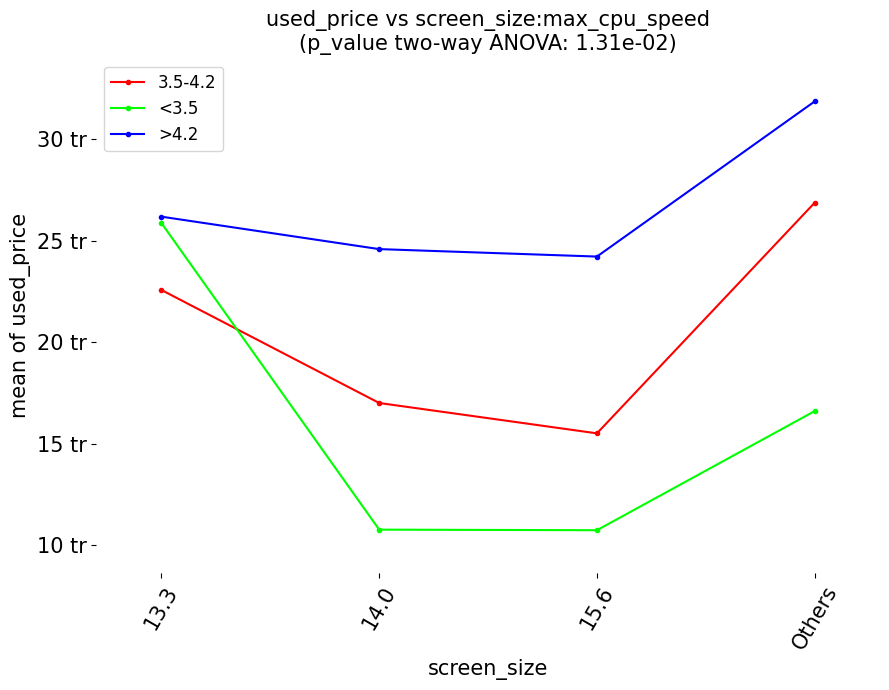 used_price vs screen_size:max_cpu_speed
(p_value two-way ANOVA: 1.31e-02)
3.5-4.2
<3.5
>4.2
30 tr
25 tr
20 tr
15 tr
10 tr
mean of used_price
13.3
14.0
15.6
Others
screen_size